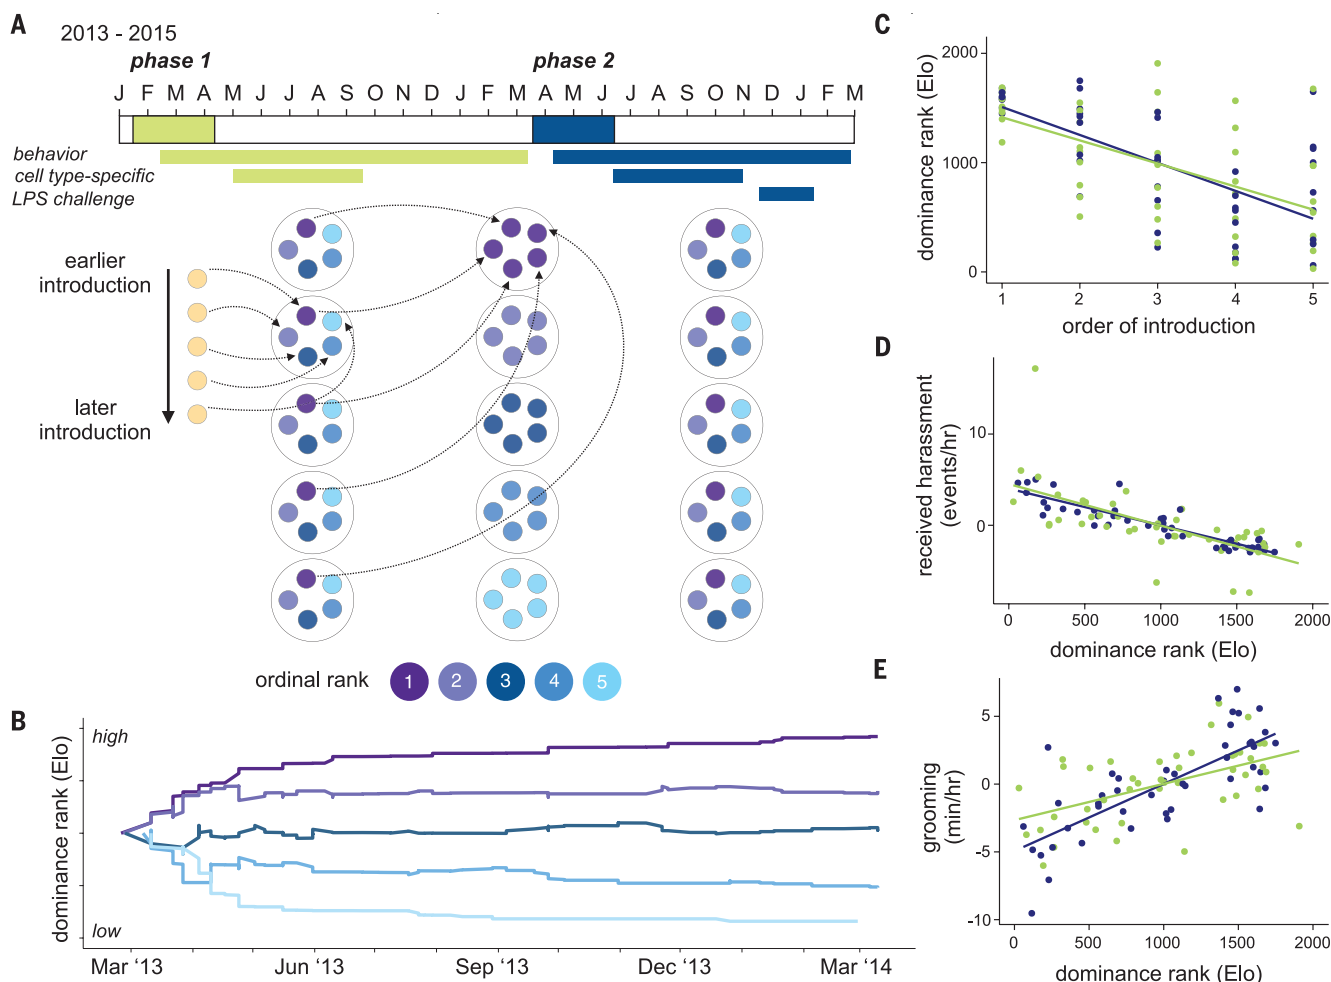 A
2013 - 2015
phase 1
phase 2
J F M A M J J A S O N D J F M A M J J A S O N D J F M
behavior
cell type-specific
LPS challenge
earlier
introduction
later
introduction
ordinal rank 1 2 3 4 5
B
dominance rank (Elo)
high
low
Mar '13 Jun '13 Sep '13 Dec '13 Mar '14
C
dominance rank (Elo)
2000
1000
0
1 2 3 4 5
order of introduction
D
received harassment
(events/hr)
10
0
0 500 1000 1500 2000
dominance rank (Elo)
E
grooming
(min/hr)
5
0
-5
-10
0 500 1000 1500 2000
dominance rank (Elo)